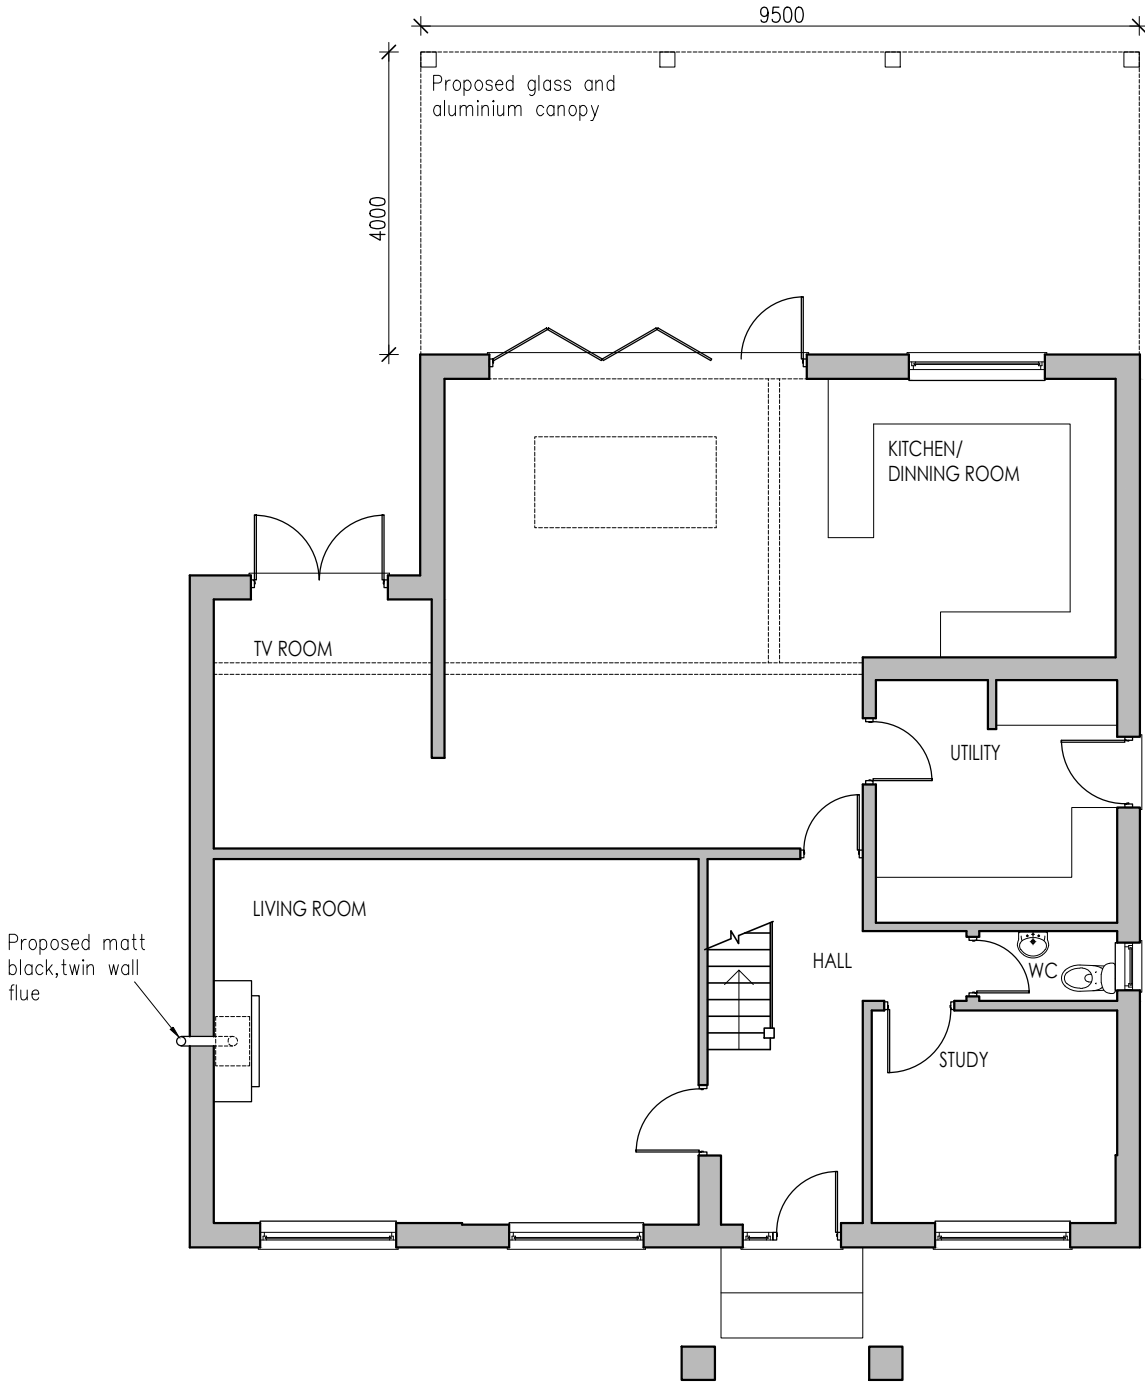 9500
Proposed glass and
aluminium canopy
4000
KITCHEN/
DINNING ROOM
TV ROOM
UTILITY
LIVING ROOM
Proposed matt
black,twin wall
flue
HALL
WC
STUDY